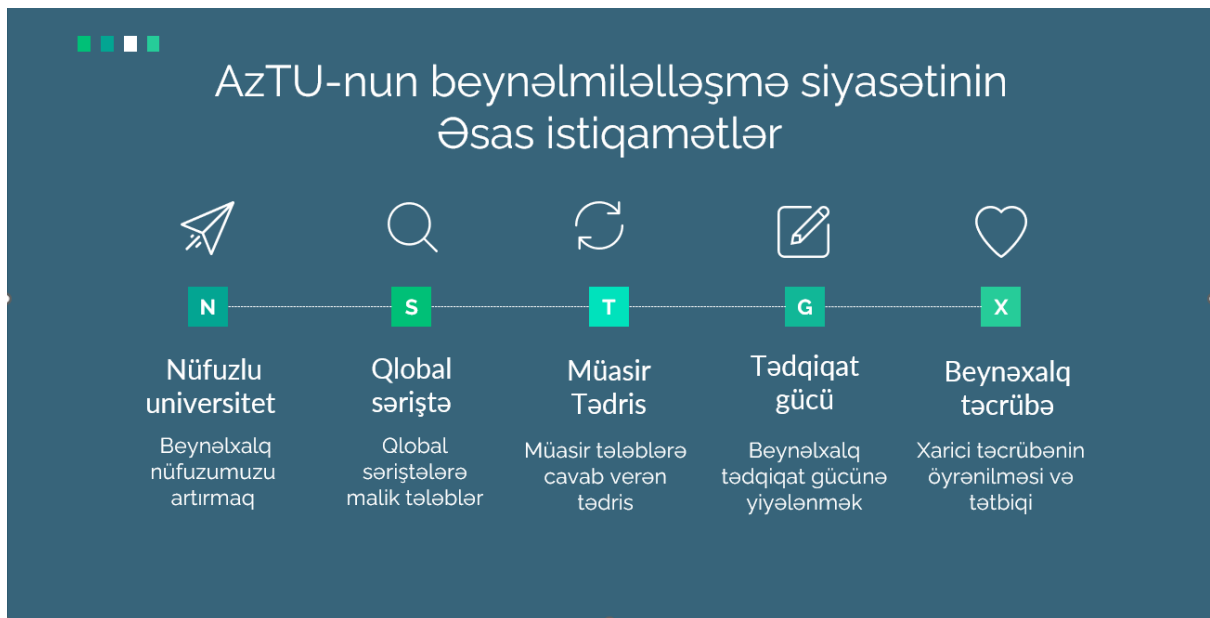 AzTU-nun beynəlmiləlləşmə siyasətinin
Əsas istiqamətlər
N
S
T
G
X
Nüfuzlu
universitet
Beynəlxalq
nüfuzumuzu
artırmaq
Qlobal
səriştə
Qlobal
səriştələrə
malik tələblər
Müasir
Tədris
Müasir tələblərə
cavab verən
tədris
Tədqiqat
gücü
Beynəlxalq
tədqiqat gücünə
yiyələnmək
Beynəxalq
təcrübə
Xarici təcrübənin
öyrənilməsi və
tətbiqi